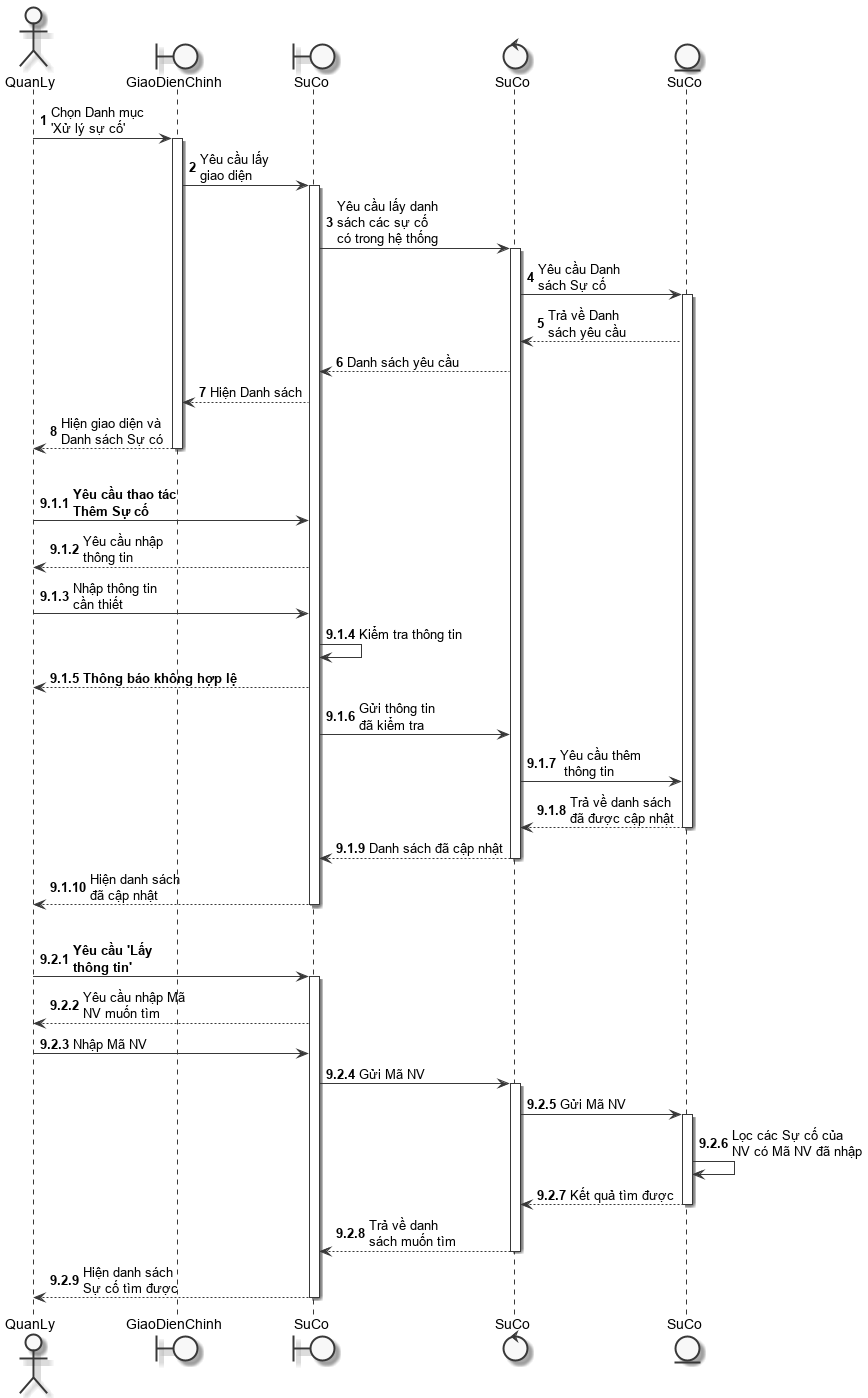 QuanLy
GiaoDienChinh
SuCo
SuCo
SuCo
1 Chọn Danh mục
'Xử lý sự cố'
2 Yêu cầu lấy
giao diện
3 Yêu cầu lấy danh
sách các sự cố
có trong hệ thống
4 Yêu cầu Danh
sách Sự cố
5 Trả về Danh
sách yêu cầu
6 Danh sách yêu cầu
7 Hiện Danh sách
8 Hiện giao diện và
Danh sách Sự có
9.1.1 Yêu cầu thao tác
Thêm Sự cố
9.1.2 Yêu cầu nhập
thông tin
9.1.3 Nhập thông tin
cần thiết
9.1.4 Kiểm tra thông tin
9.1.5 Thông báo không hợp lệ
9.1.6 Gửi thông tin
đã kiểm tra
9.1.7 Yêu cầu thêm
thông tin
9.1.8 Trả về danh sách
đã được cập nhật
9.1.9 Danh sách đã cập nhật
9.1.10 Hiện danh sách
đã cập nhật
9.2.1 Yêu cầu 'Lấy
thông tin'
9.2.2 Yêu cầu nhập Mã
NV muốn tìm
9.2.3 Nhập Mã NV
9.2.4 Gửi Mã NV
9.2.5 Gửi Mã NV
9.2.6 Lọc các Sự cố của
NV có Mã NV đã nhập
9.2.7 Kết quả tìm được
9.2.8 Trả về danh
sách muốn tìm
9.2.9 Hiện danh sách
Sự cố tìm được
QuanLy
GiaoDienChinh
SuCo
SuCo
SuCo